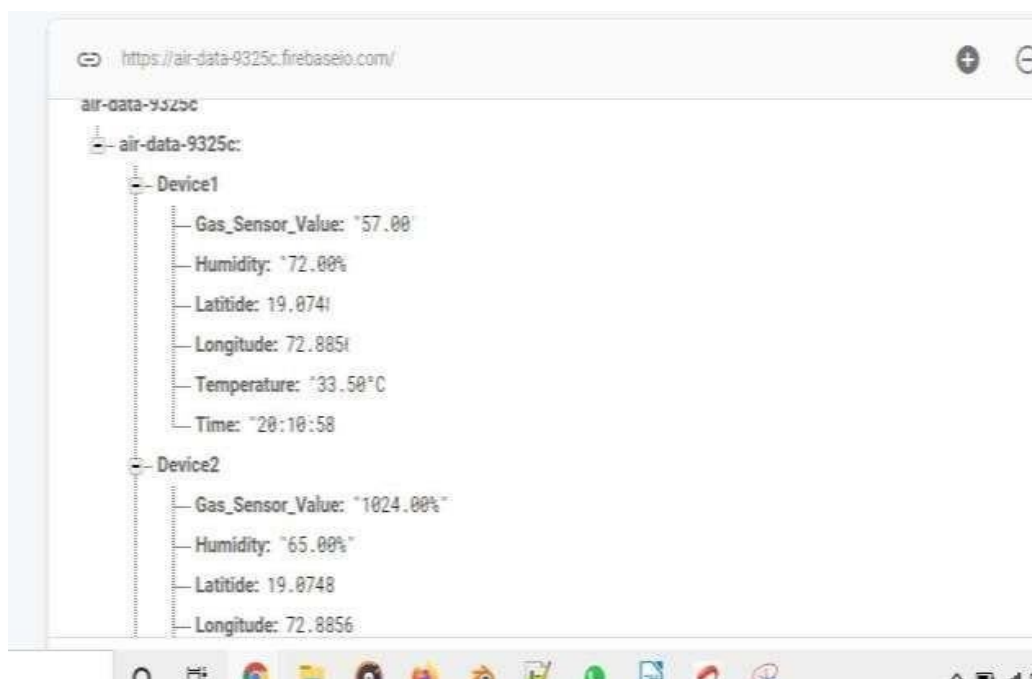 https://air-data-9325c.firebaseio.com/
air-data-9325c
air-data-9325c:
Device1
Gas_Sensor_Value: "57.00
Humidity: "72.00%
Latitide: 19.074
Longitude: 72.885
Temperature: "33.50°C
Time: "20:10:58
Device2
Gas_Sensor_Value: "1024.00%"
Humidity: "65.00%"
Latitide: 19.0748
Longitude: 72.8856